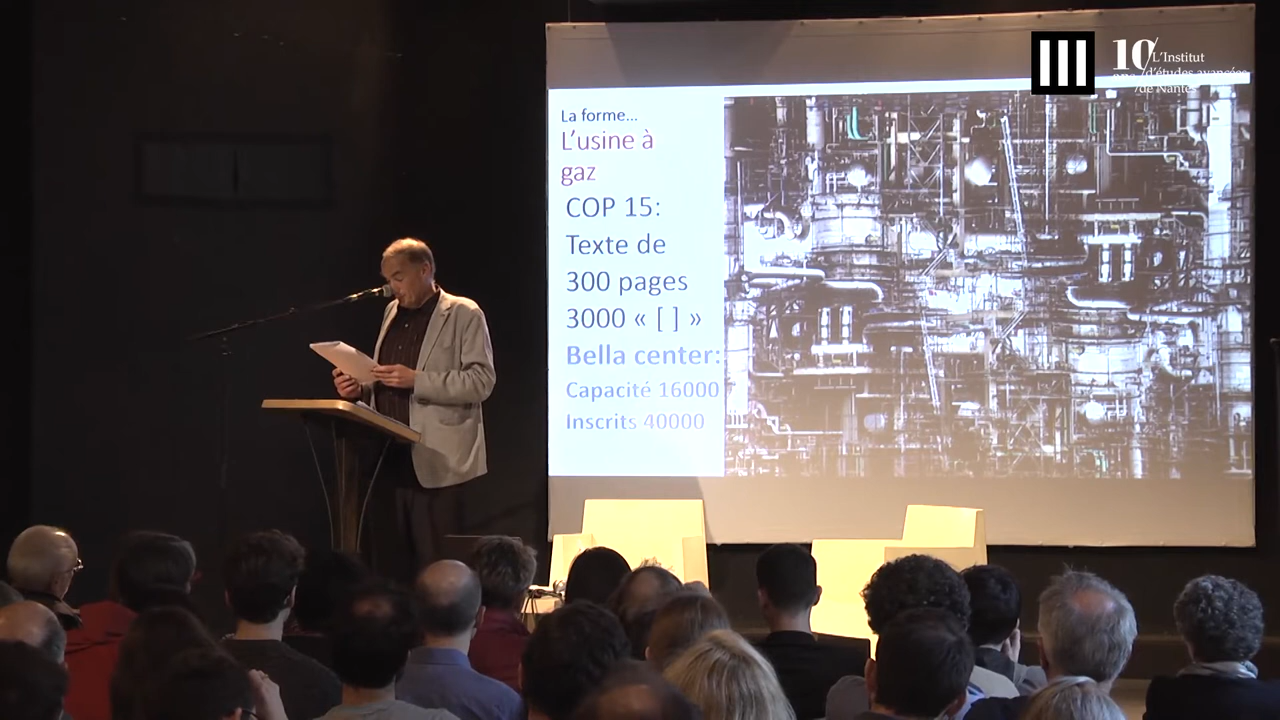 La forme...
L'usine à
gaz
COP 15:
Texte de
300 pages
3000 « [ ] »
Bella center:
Capacité 16000
Inscrits 40000
10
ans
L'Institut
d'études avancées
de Nantes